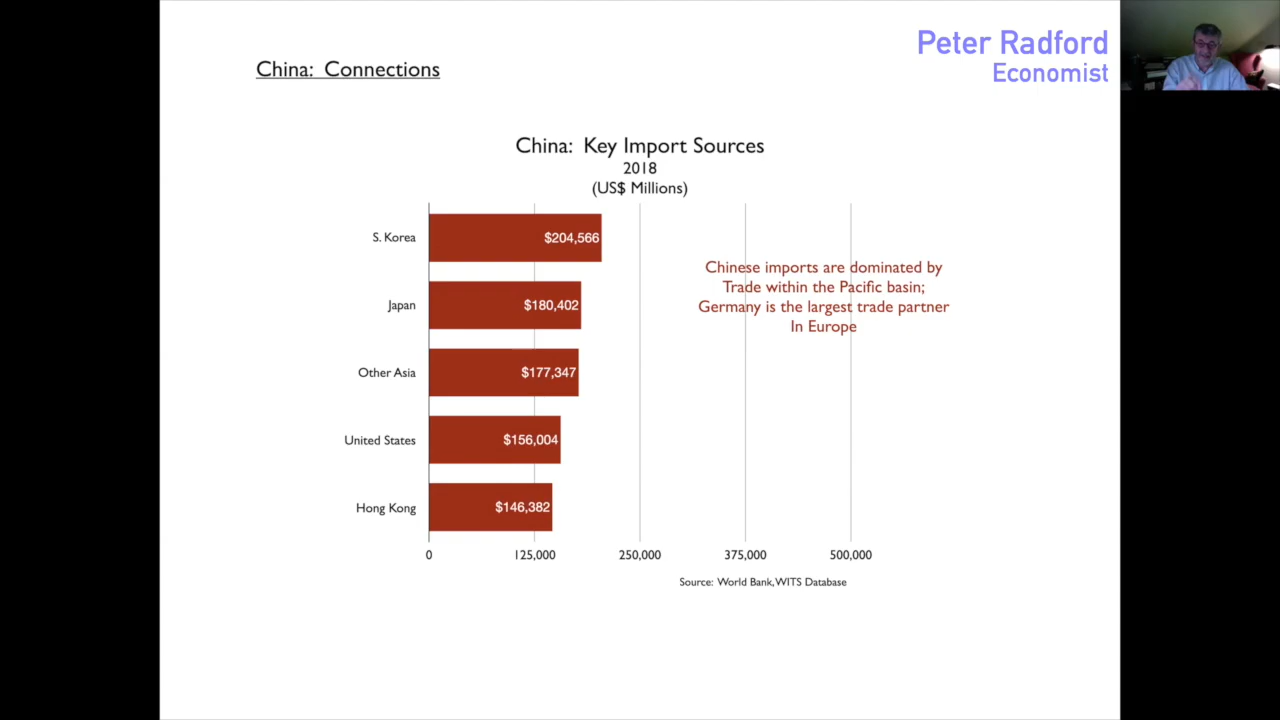 Peter Radford
Economist
China: Connections
China: Key Import Sources
2018
(US$ Millions)
S. Korea
$204,566
Japan
$180,402
Other Asia
$177,347
United States
$156,004
Hong Kong
$146,382
Chinese imports are dominated by
Trade within the Pacific basin;
Germany is the largest trade partner
In Europe
0
125,000
250,000
375,000
500,000
Source: World Bank, WITS Database